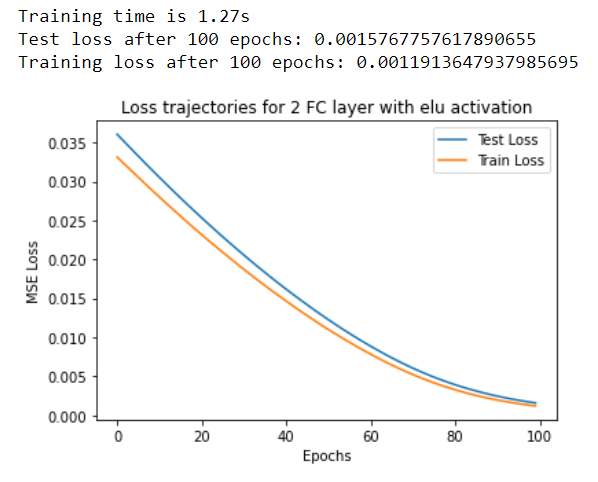 Training time is 1.27s
Test loss after 100 epochs: 0.0015767757617890655
Training loss after 100 epochs: 0.0011913647937985695
Loss trajectories for 2 FC layer with elu activation
Test Loss
Train Loss
0.035
0.030
0.025
0.020
0.015
0.010
0.005
0.000
MSE Loss
0 20 40 60 80 100
Epochs